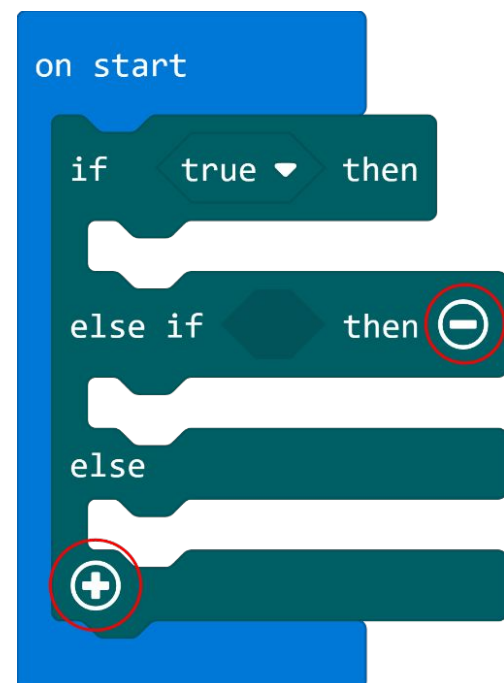 on start
if true then
else if then
else